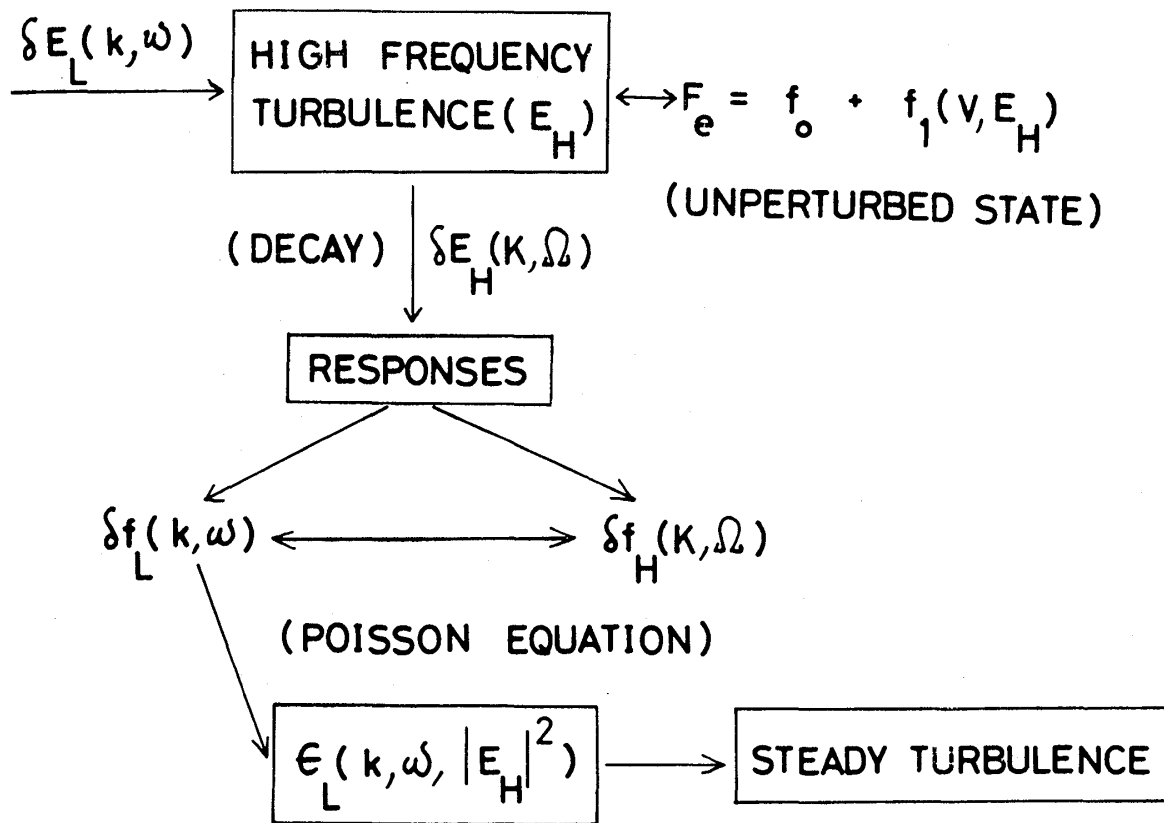 δE_L(k,ω)
HIGH FREQUENCY
TURBULENCE(E_H)
F_e = f_o + f_1(V,E_H)
(UNPERTURBED STATE)
(DECAY)
δE_H(K,Ω)
RESPONSES
δf_L(k,ω)
δf_H(K,Ω)
(POISSON EQUATION)
ϵ_L(k,ω,|E_H|^2)
STEADY TURBULENCE